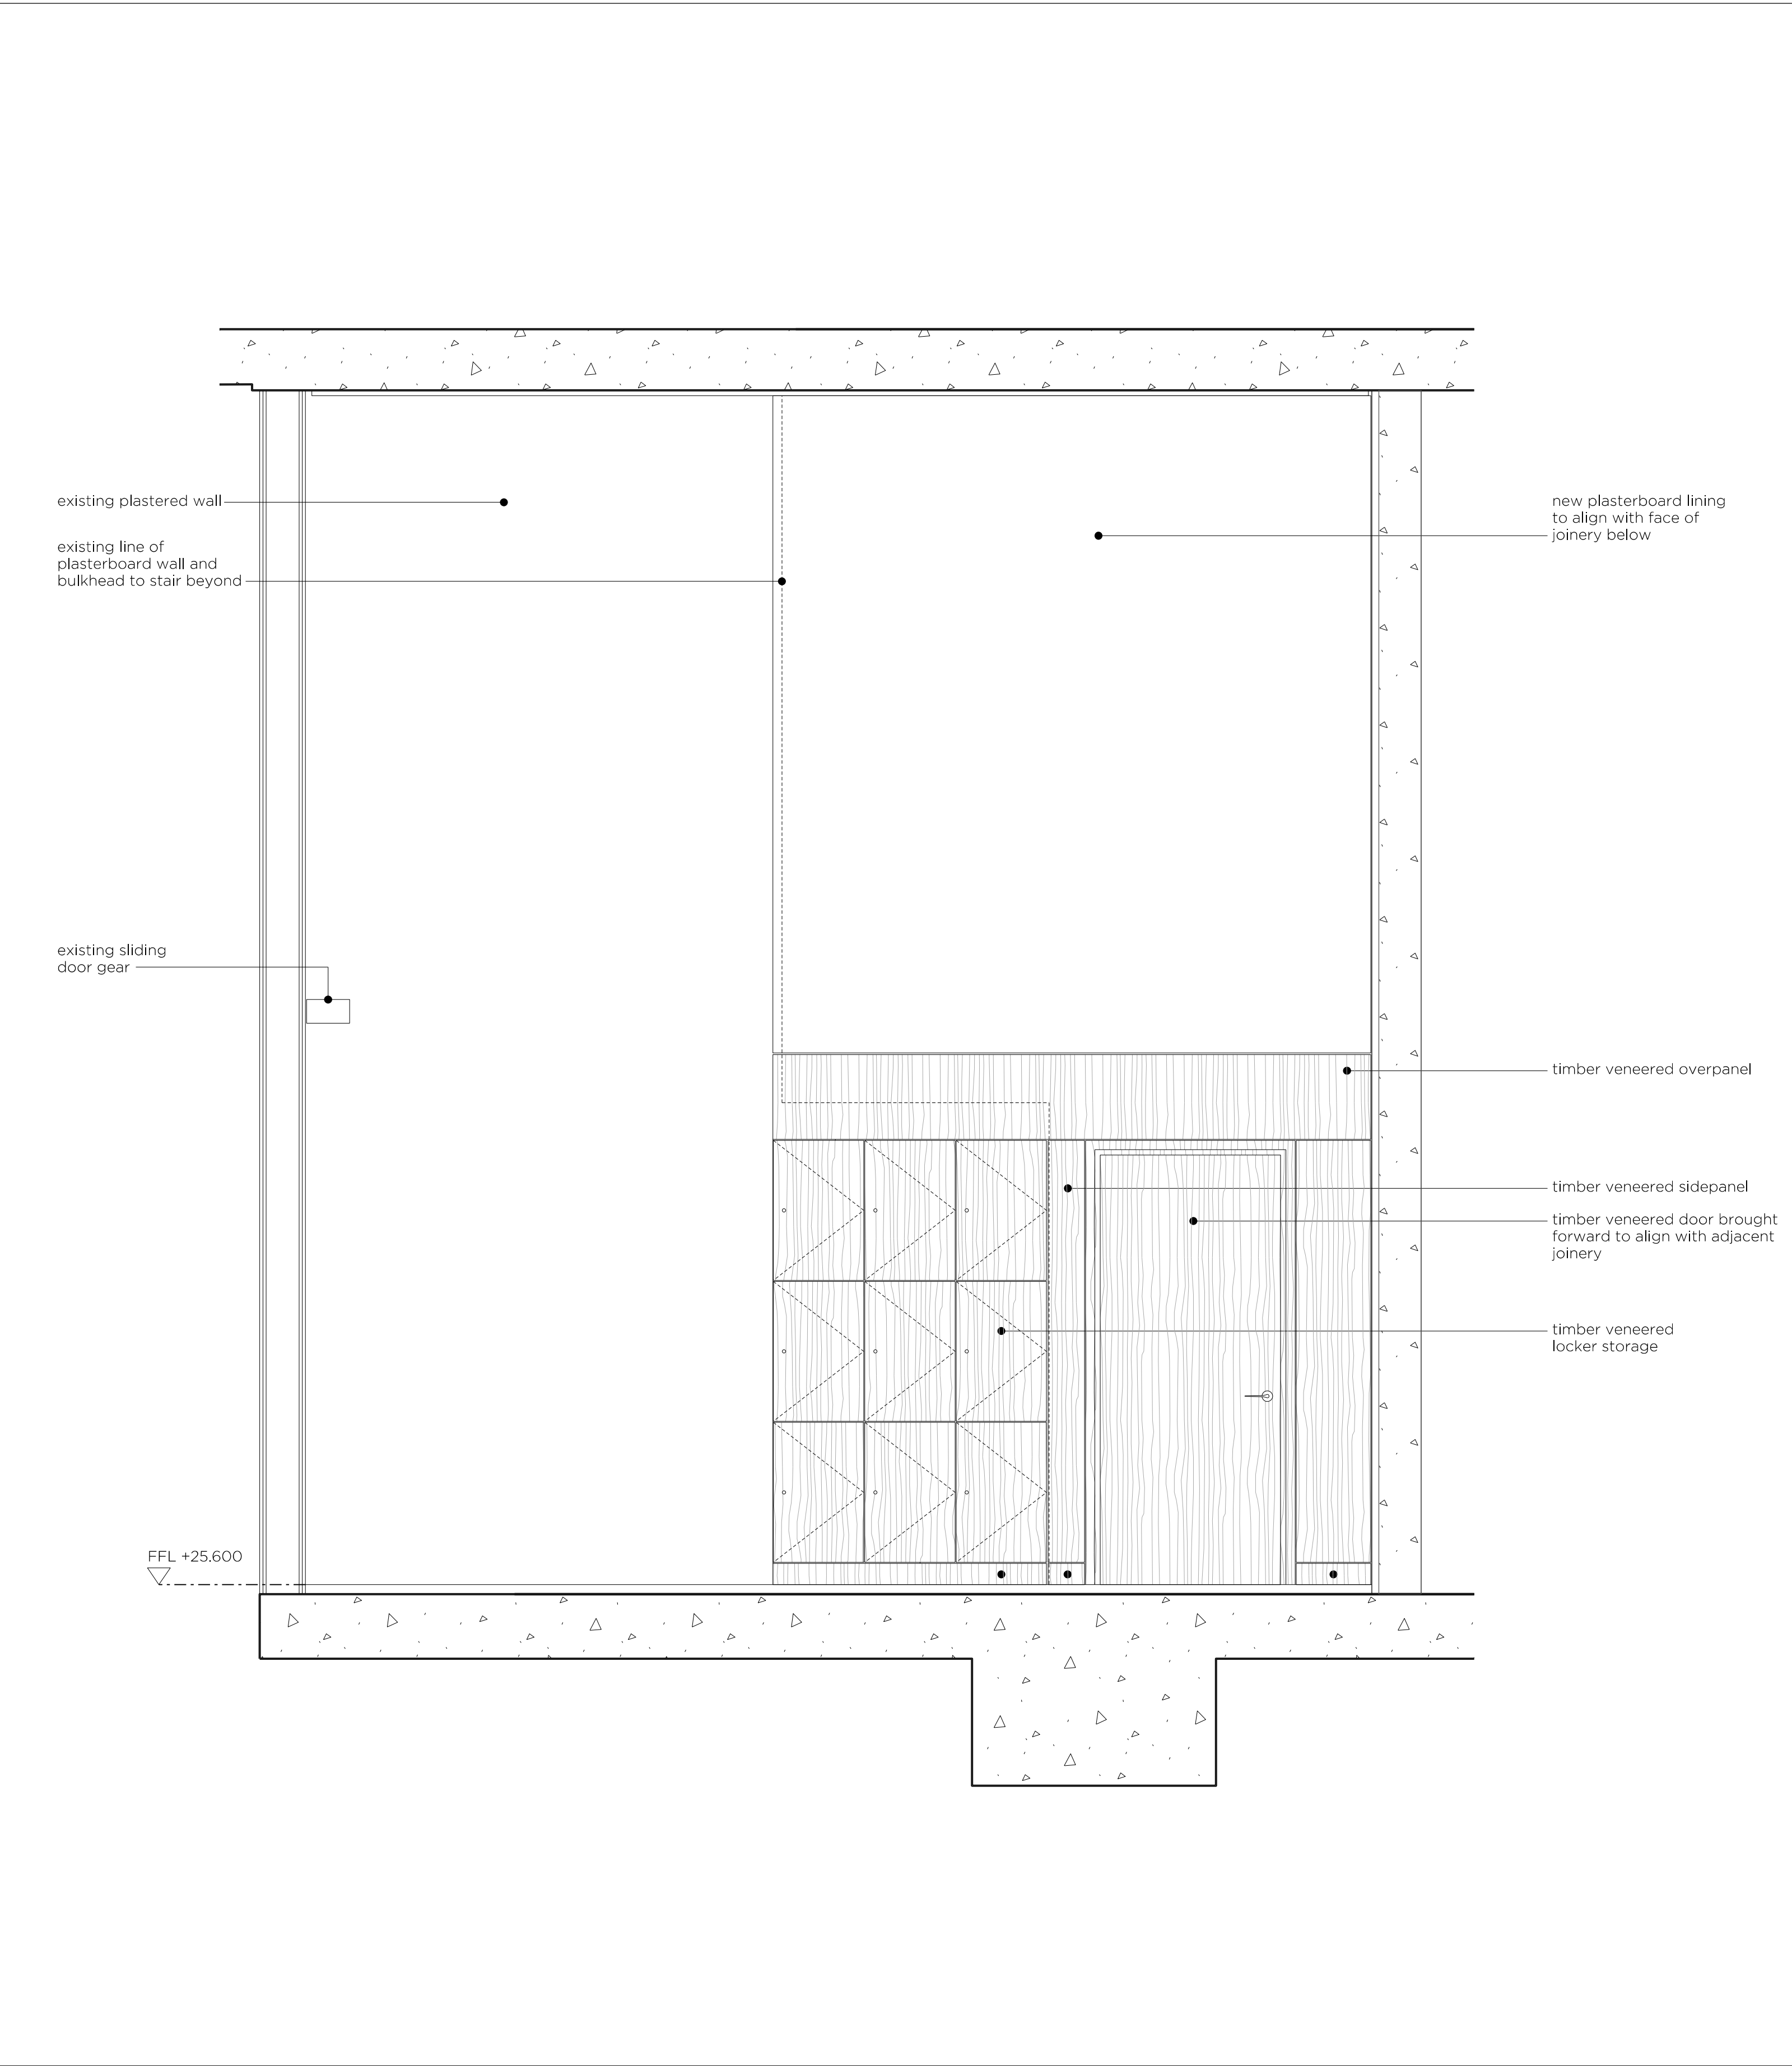 existing plastered wall
existing line of
plasterboard wall and
bulkhead to stair beyond
existing sliding
door gear
FFL +25.600
new plasterboard lining
to align with face of
joinery below
timber veneered overpanel
timber veneered sidepanel
timber veneered door brought
forward to align with adjacent
joinery
timber veneered
locker storage